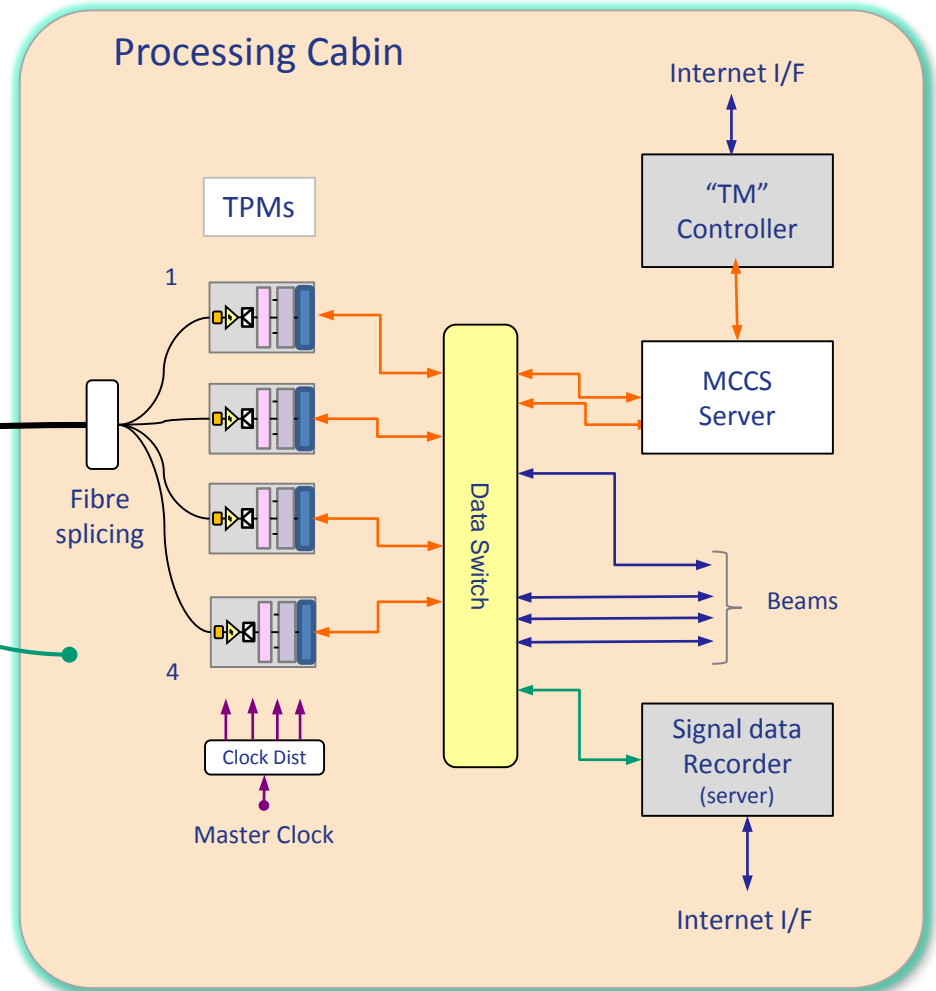 Processing Cabin
Internet I/F
"TM"
Controller
TPMs
1
MCCS
Server
Fibre
splicing
Data Switch
Beams
4
Clock Dist
Master Clock
Signal data
Recorder
(server)
Internet I/F